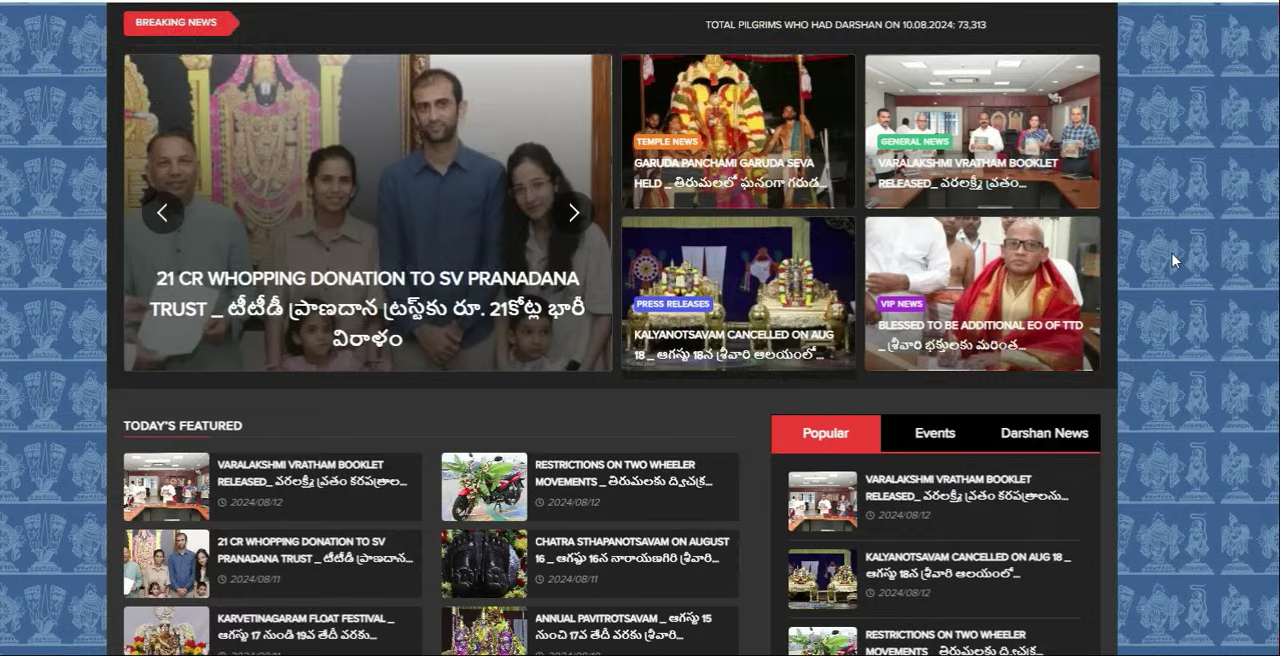 BREAKING NEWS
TOTAL PILGRIMS WHO HAD DARSHAN ON 10.08.2024: 73,313
21 CR WHOPPING DONATION TO SV PRANADANA
TRUST _ టీటీడీ ప్రాణదాన ట్రస్ట్‌కు రూ. 21కోట్ల భారీ
విరాళం
TEMPLE NEWS
GARUDA PANCHAMI GARUDA SEVA
HELD _ తిరుమలలో ఘనంగా గరుడ...
GENERAL NEWS
VARALAKSHMI VRATHAM BOOKLET
RELEASED_ వరలక్ష్మీ వ్రతం...
PRESS RELEASES
KALYANOTSAVAM CANCELLED ON AUG
18 _ ఆగస్టు 18న శ్రీవారి ఆలయంలో...
VIP NEWS
BLESSED TO BE ADDITIONAL EO OF TTD
_ శ్రీవారి భక్తులకు మరింత...
TODAY'S FEATURED
VARALAKSHMI VRATHAM BOOKLET
RELEASED_ వరలక్ష్మీ వ్రతం కరపత్రాల...
2024/08/12
RESTRICTIONS ON TWO WHEELER
MOVEMENTS _ తిరుమలకు ద్విచక్ర...
2024/08/12
21 CR WHOPPING DONATION TO SV
PRANADANA TRUST _ టీటీడీ ప్రాణదాన...
2024/08/11
CHATRA STHAPANOTSAVAM ON AUGUST
16 _ ఆగస్టు 16న నారాయణగిరి శ్రీవారి...
2024/08/11
KARVETINAGARAM FLOAT FESTIVAL _
ఆగస్టు 17 నుండి 19వ తేదీ వరకు...
ANNUAL PAVITROTSAVAM _ ఆగస్టు 15
నుంచి 17వ తేదీ వరకు శ్రీవారి...
Popular
Events
Darshan News
VARALAKSHMI VRATHAM BOOKLET
RELEASED_ వరలక్ష్మీ వ్రతం కరపత్రాలను...
2024/08/12
KALYANOTSAVAM CANCELLED ON AUG 18 _
ఆగస్టు 18న శ్రీవారి ఆలయంలో...
2024/08/12
RESTRICTIONS ON TWO WHEELER
MOVEMENTS _ తిరుమలకు ద్విచక్ర...